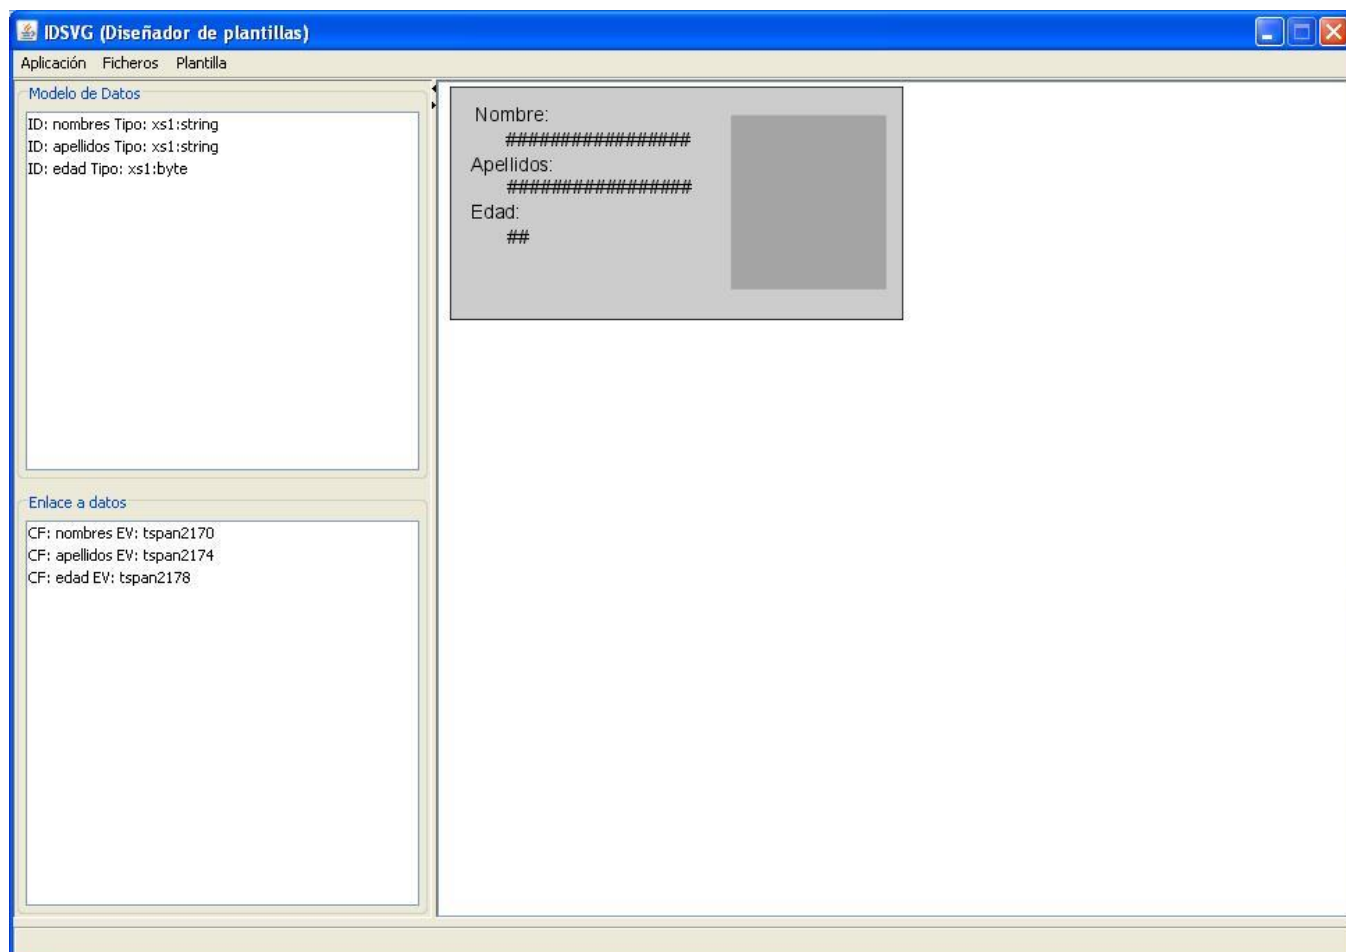 IDSVG (Diseñador de plantillas)
Aplicación Ficheros Plantilla
Modelo de Datos
ID: nombres Tipo: xs1:string
ID: apellidos Tipo: xs1:string
ID: edad Tipo: xs1:byte
Enlace a datos
CF: nombres EV: tspan2170
CF: apellidos EV: tspan2174
CF: edad EV: tspan2178
Nombre:
#################
Apellidos:
#################
Edad:
##